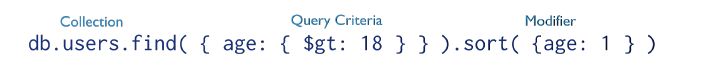 Collection Query Criteria Modifier
db.users.find( { age: { $gt: 18 } } ).sort( {age: 1 } )